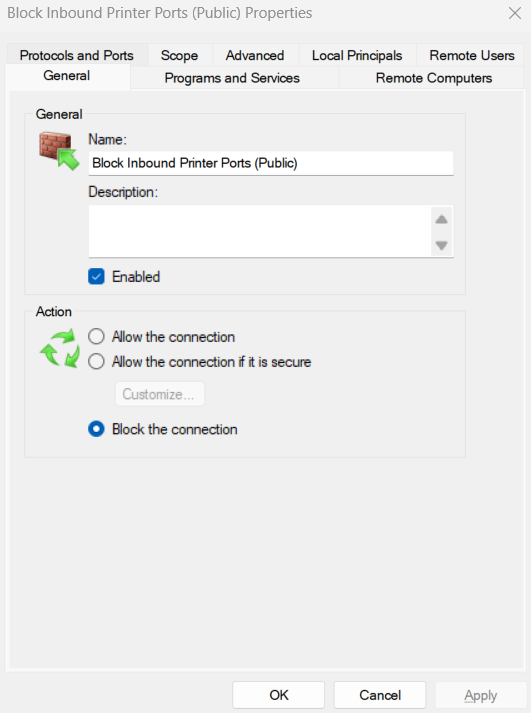 Block Inbound Printer Ports (Public) Properties
Protocols and Ports Scope Advanced Local Principals Remote Users
General Programs and Services Remote Computers
General
Name:
Block Inbound Printer Ports (Public)
Description:
Enabled
Action
Allow the connection
Allow the connection if it is secure
Customize...
Block the connection
OK Cancel Apply